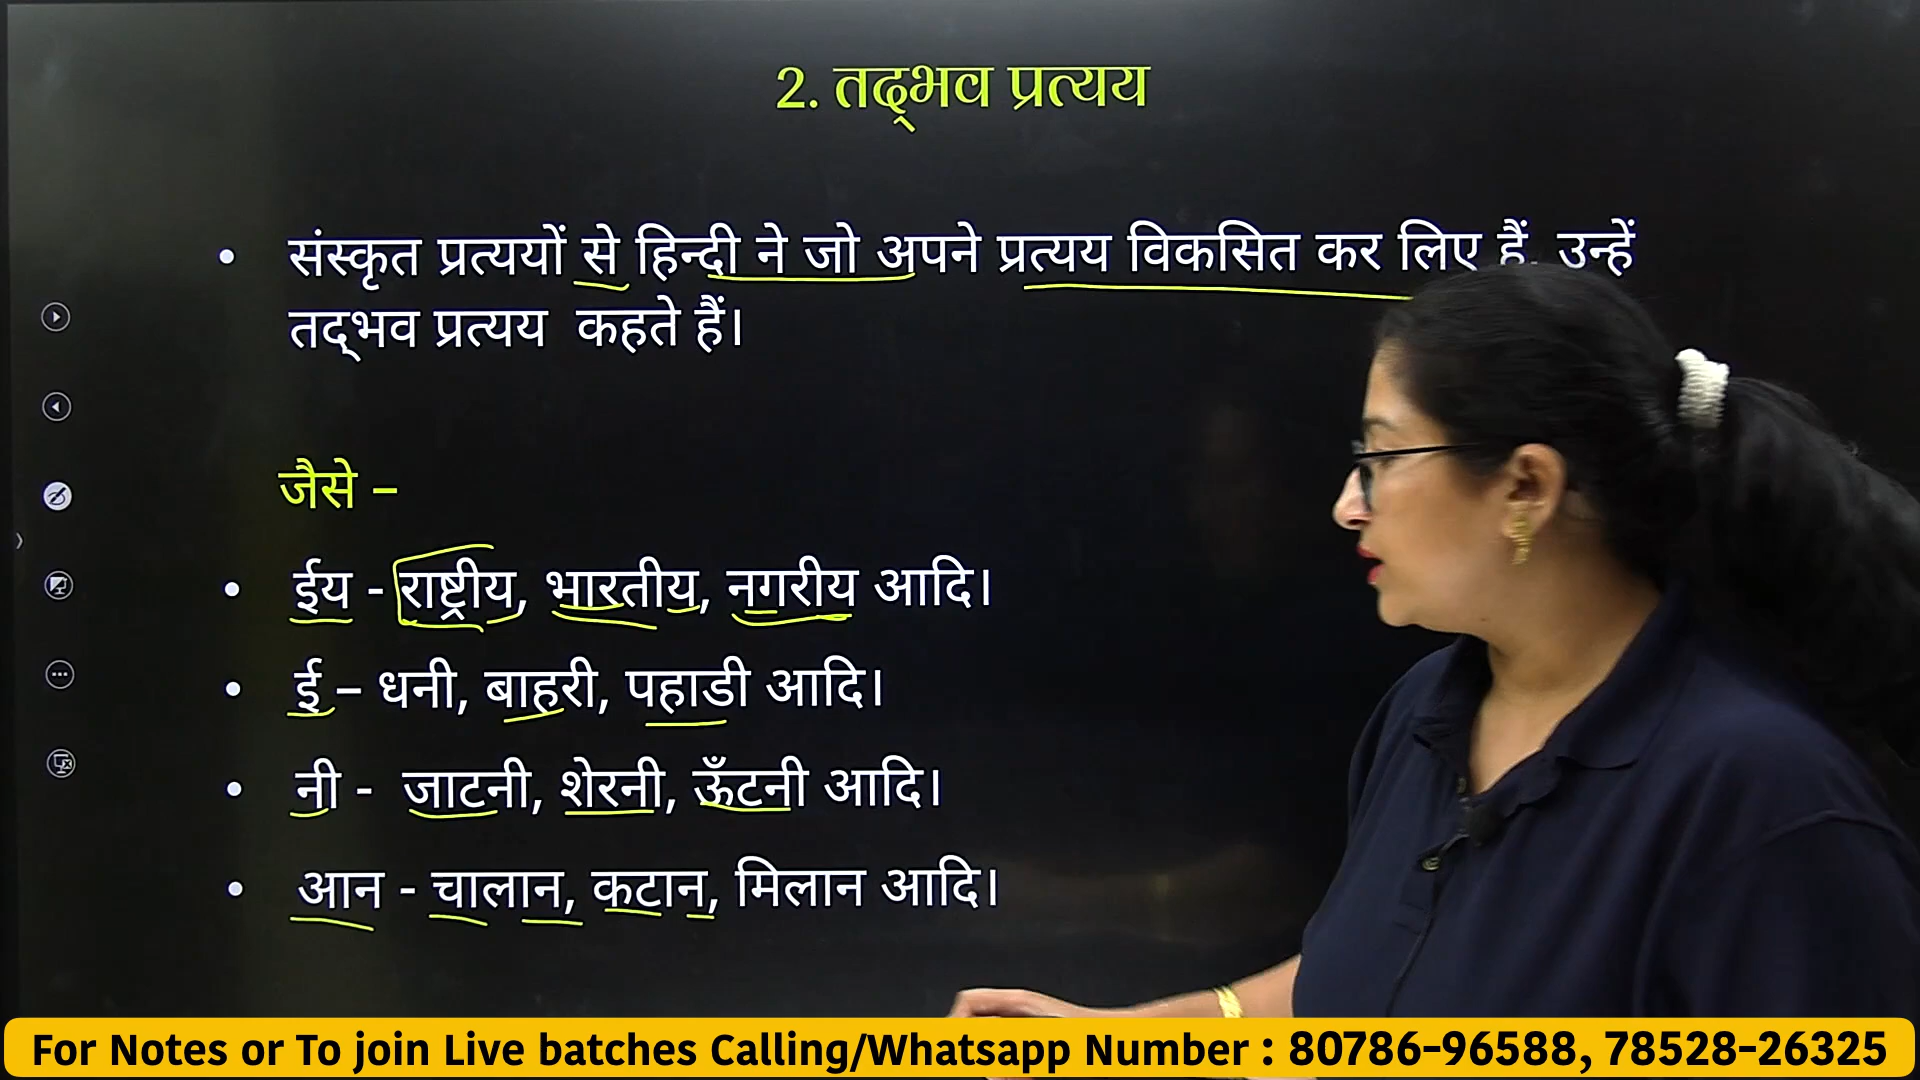 2. तद्‌भव प्रत्यय
• संस्कृत प्रत्ययों से हिन्दी ने जो अपने प्रत्यय विकसित कर लिए हैं, उन्हें
तद्‌भव प्रत्यय कहते हैं।
जैसे –
• ईय - राष्ट्रीय, भारतीय, नगरीय आदि।
• ई – धनी, बाहरी, पहाडी आदि।
• नी - जाटनी, शेरनी, ऊँटनी आदि।
• आन - चालान, कटान, मिलान आदि।
For Notes or To join Live batches Calling/Whatsapp Number : 80786-96588, 78528-26325